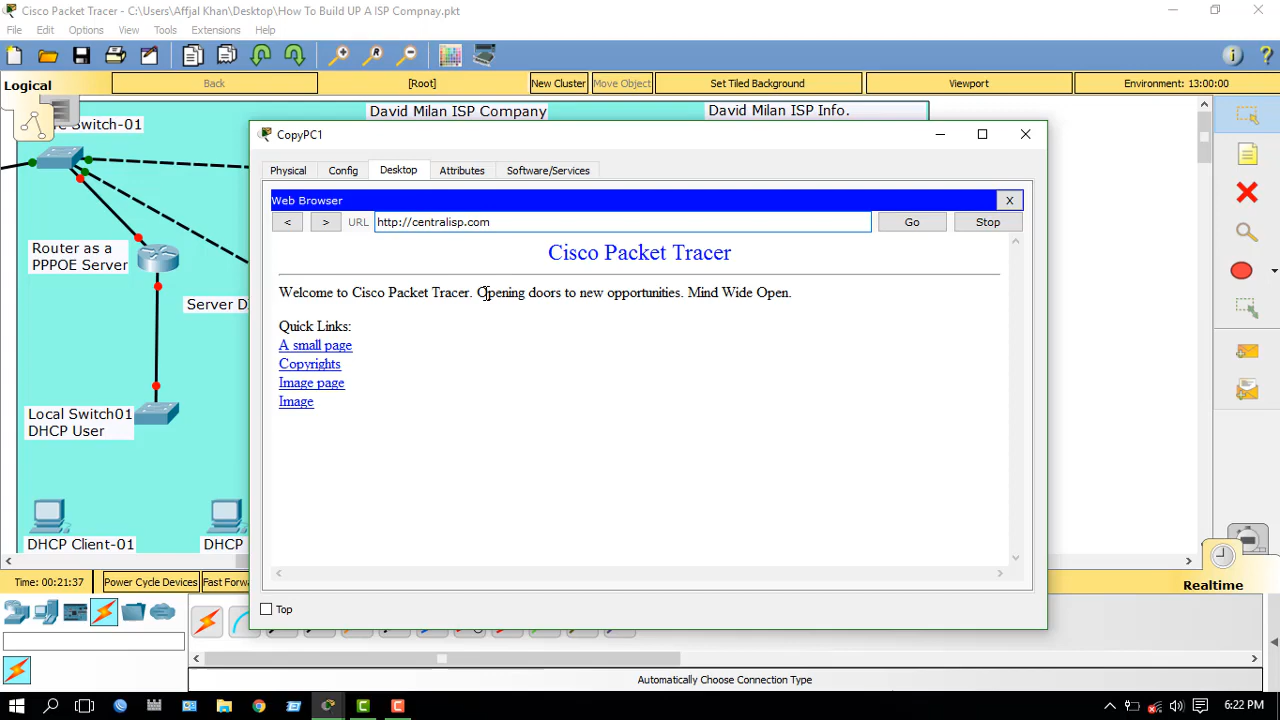 Cisco Packet Tracer - C:\Users\Affjal Khan\Desktop\How To Build UP A ISP Compnay.pkt
File Edit Options View Tools Extensions Help
Logical Back [Root] New Cluster Move Object Set Tiled Background Viewport Environment: 13:00:00
David Milan ISP Company David Milan ISP Info.
Switch-01
CopyPC1
Physical Config Desktop Attributes Software/Services
Web Browser X
< > URL http://centralisp.com Go Stop
Cisco Packet Tracer
Welcome to Cisco Packet Tracer. Opening doors to new opportunities. Mind Wide Open.
Quick Links:
A small page
Copyrights
Image page
Image
Top
Router as a
PPPOE Server
Server D
Local Switch01
DHCP User
DHCP Client-01 DHCP
Time: 00:21:37 Power Cycle Devices Fast Forw
Realtime
Automatically Choose Connection Type
6:22 PM